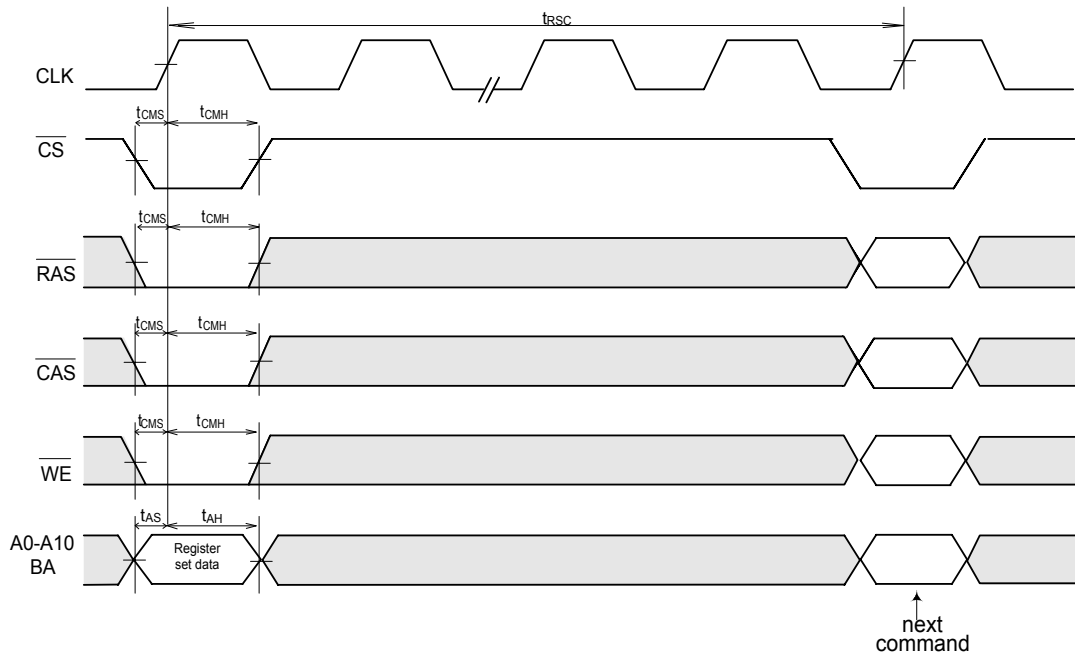 tRSC
CLK
tCMS tCMH
CS
tCMS tCMH
RAS
tCMS tCMH
CAS
tCMS tCMH
WE
tAS tAH
A0-A10
BA
Register
set data
next
command